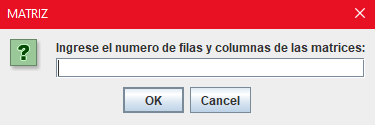 MATRIZ
Ingrese el numero de filas y columnas de las matrices:
OK Cancel